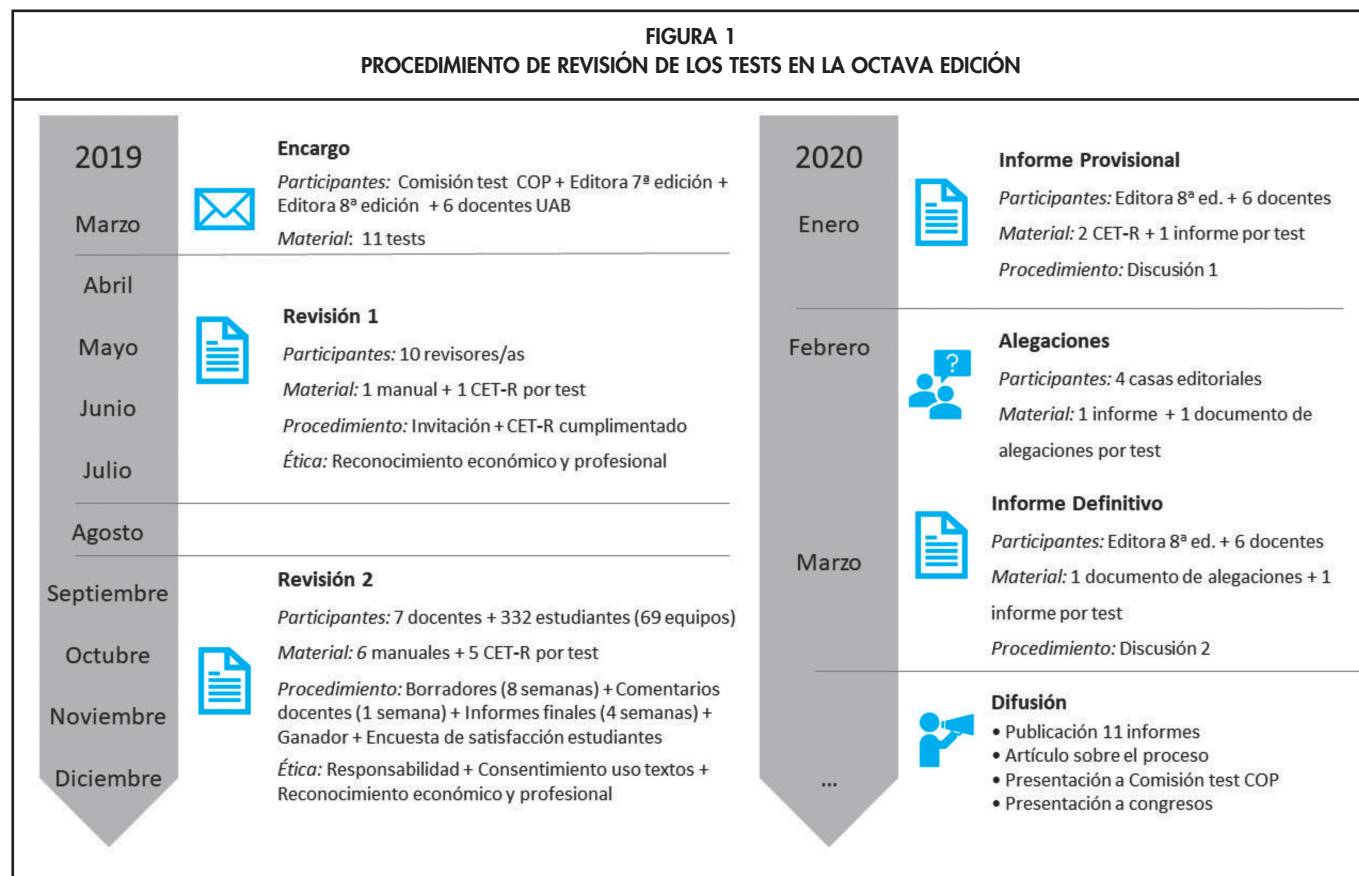 FIGURA 1
PROCEDIMIENTO DE REVISIÓN DE LOS TESTS EN LA OCTAVA EDICIÓN
2019
Marzo
Abril
Mayo
Junio
Julio
Agosto
Septiembre
Octubre
Noviembre
Diciembre
Encargo
Participantes: Comisión test COP + Editora 7ª edición +
Editora 8ª edición + 6 docentes UAB
Material: 11 tests
Revisión 1
Participantes: 10 revisores/as
Material: 1 manual + 1 CET-R por test
Procedimiento: Invitación + CET-R cumplimentado
Ética: Reconocimiento económico y profesional
Revisión 2
Participantes: 7 docentes + 332 estudiantes (69 equipos)
Material: 6 manuales + 5 CET-R por test
Procedimiento: Borradores (8 semanas) + Comentarios
docentes (1 semana) + Informes finales (4 semanas) +
Ganador + Encuesta de satisfacción estudiantes
Ética: Responsabilidad + Consentimiento uso textos +
Reconocimiento económico y profesional
2020
Enero
Febrero
Marzo
...
Informe Provisional
Participantes: Editora 8ª ed. + 6 docentes
Material: 2 CET-R + 1 informe por test
Procedimiento: Discusión 1
?
Alegaciones
Participantes: 4 casas editoriales
Material: 1 informe + 1 documento de
alegaciones por test
Informe Definitivo
Participantes: Editora 8ª ed. + 6 docentes
Material: 1 documento de alegaciones + 1
informe por test
Procedimiento: Discusión 2
Difusión
• Publicación 11 informes
• Artículo sobre el proceso
• Presentación a Comisión test COP
• Presentación a congresos